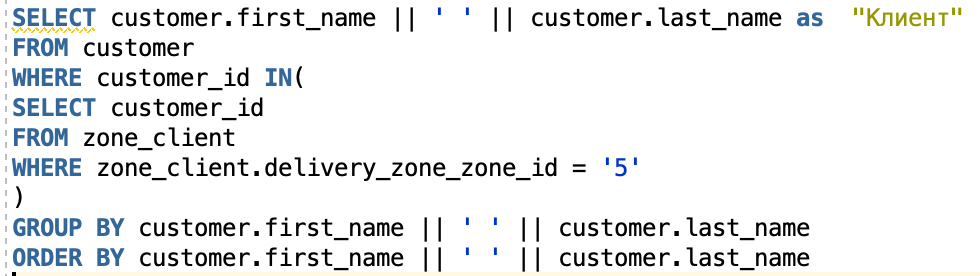 SELECT customer.first_name || ' ' || customer.last_name as  "Клиент"
FROM customer
WHERE customer_id IN(
SELECT customer_id
FROM zone_client
WHERE zone_client.delivery_zone_zone_id = '5'
)
GROUP BY customer.first_name || ' ' || customer.last_name
ORDER BY customer.first_name || ' ' || customer.last_name